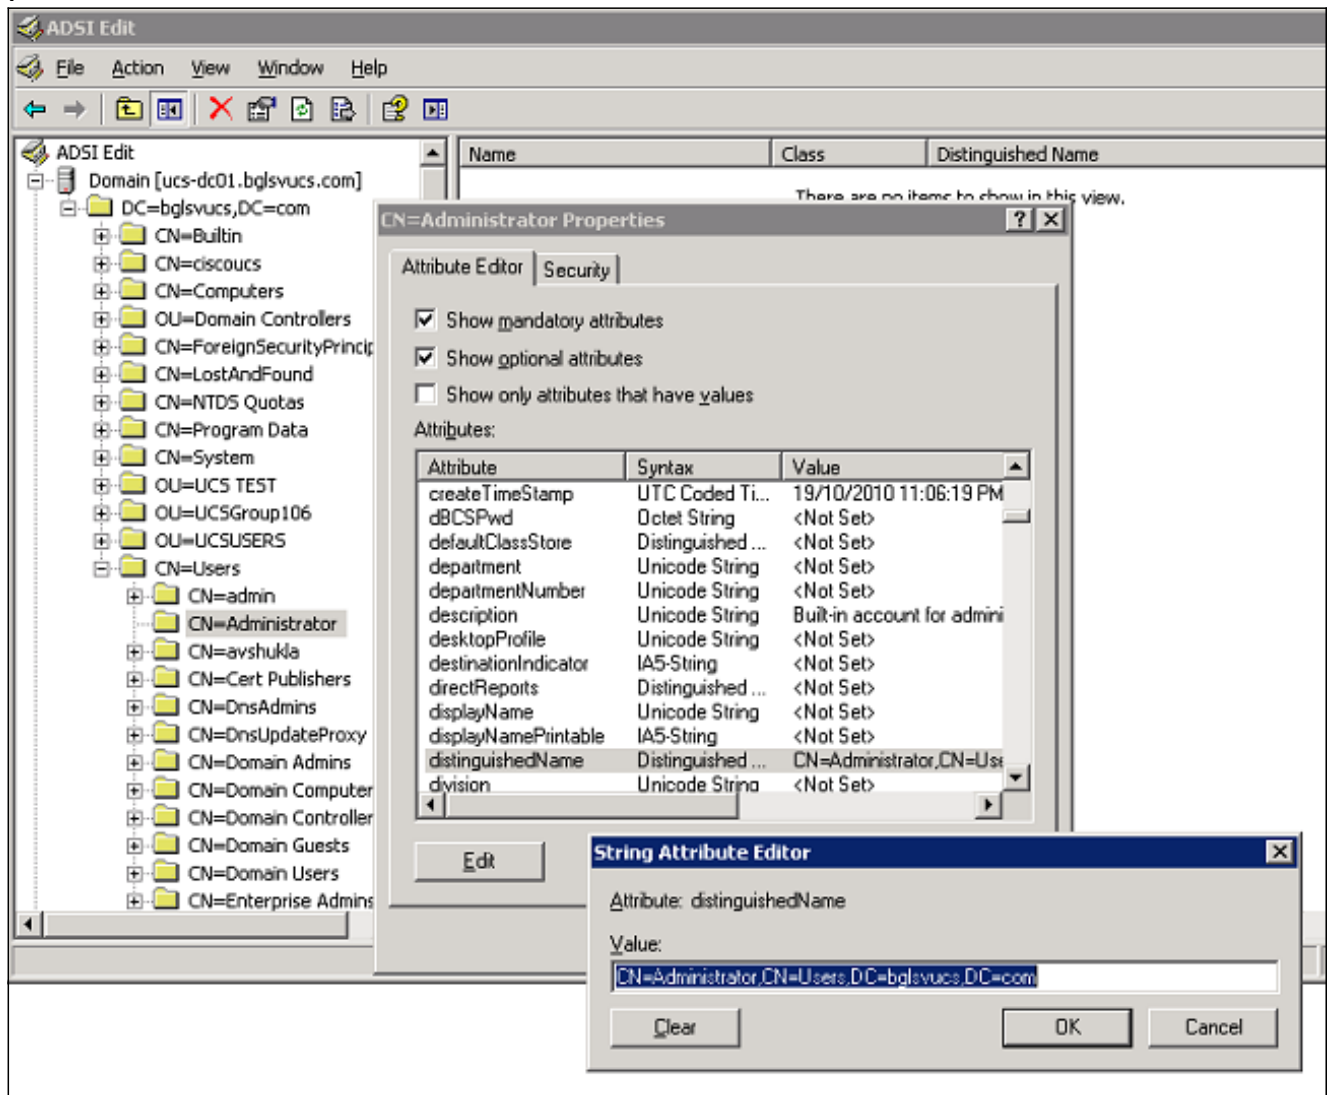 ADSI Edit
File Action View Window Help
ADSI Edit
Domain [ucs-dc01.bglsvucs.com]
DC=bglsvucs,DC=com
CN=Builtin
CN=ciscoucs
CN=Computers
OU=Domain Controllers
CN=ForeignSecurityPrincip
CN=LostAndFound
CN=NTDS Quotas
CN=Program Data
CN=System
OU=UCS TEST
OU=UCSGroup106
OU=UCSUSERS
CN=Users
CN=admin
CN=Administrator
CN=avshukla
CN=Cert Publishers
CN=DnsAdmins
CN=DnsUpdateProxy
CN=Domain Admins
CN=Domain Computer
CN=Domain Controller
CN=Domain Guests
CN=Domain Users
CN=Enterprise Admins
Name Class Distinguished Name
There are no items to show in this view.
CN=Administrator Properties
Attribute Editor Security
Show mandatory attributes
Show optional attributes
Show only attributes that have values
Attributes:
Attribute Syntax Value
createTimeStamp UTC Coded Ti... 19/10/2010 11:06:19 PM
dBCSPwd Octet String <Not Set>
defaultClassStore Distinguished ... <Not Set>
department Unicode String <Not Set>
departmentNumber Unicode String <Not Set>
description Unicode String Built-in account for admini
desktopProfile Unicode String <Not Set>
destinationIndicator IA5-String <Not Set>
directReports Distinguished ... <Not Set>
displayName Unicode String <Not Set>
displayNamePrintable IA5-String <Not Set>
distinguishedName Distinguished ... CN=Administrator,CN=Use
division Unicode String <Not Set>
Edit
String Attribute Editor
Attribute: distinguishedName
Value:
CN=Administrator,CN=Users,DC=bglsvucs,DC=com
Clear OK Cancel